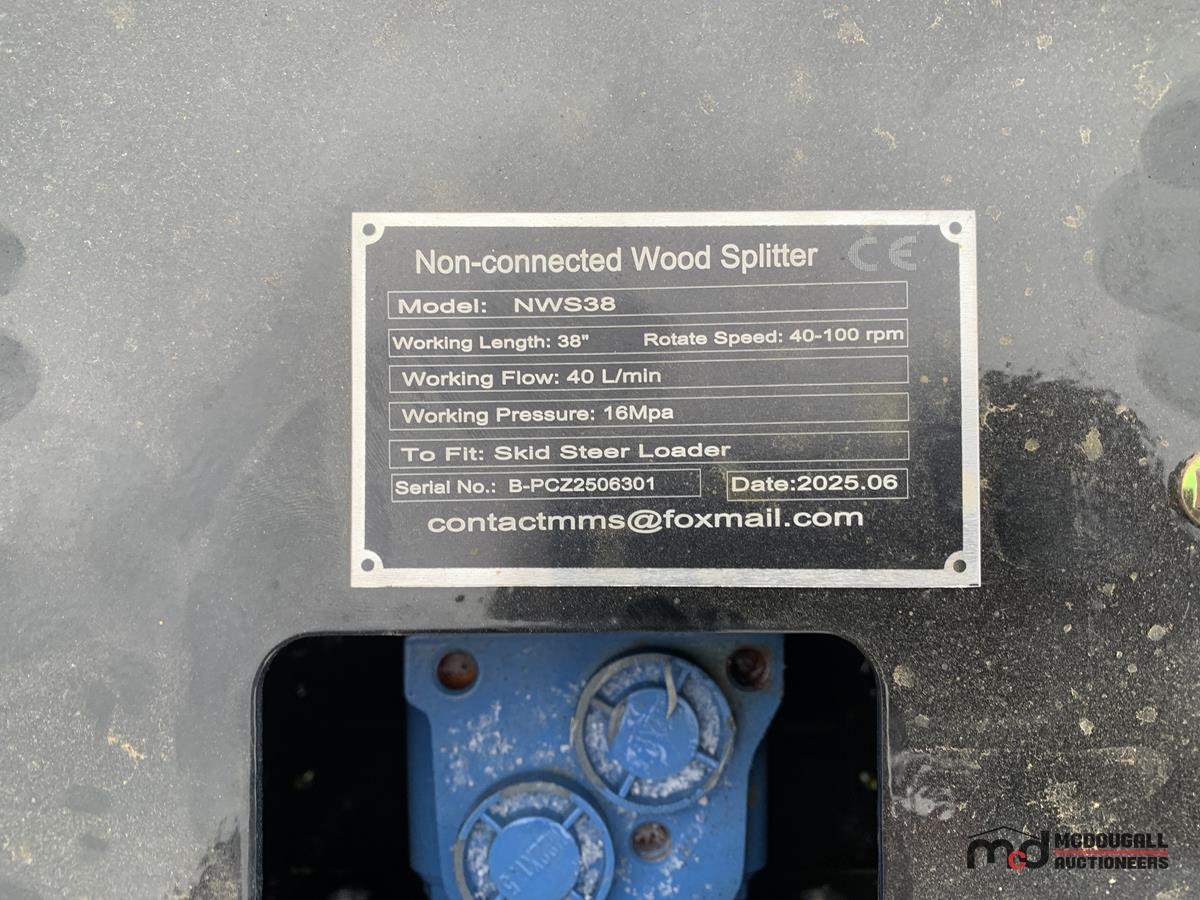 Non-connected Wood Splitter CE
Model: NWS38
Working Length: 38" Rotate Speed: 40-100 rpm
Working Flow: 40 L/min
Working Pressure: 16Mpa
To Fit: Skid Steer Loader
Serial No.: B-PCZ2506301 Date:2025.06
contactmms@foxmail.com
mcd MCDOUGALL
AUCTIONEERS